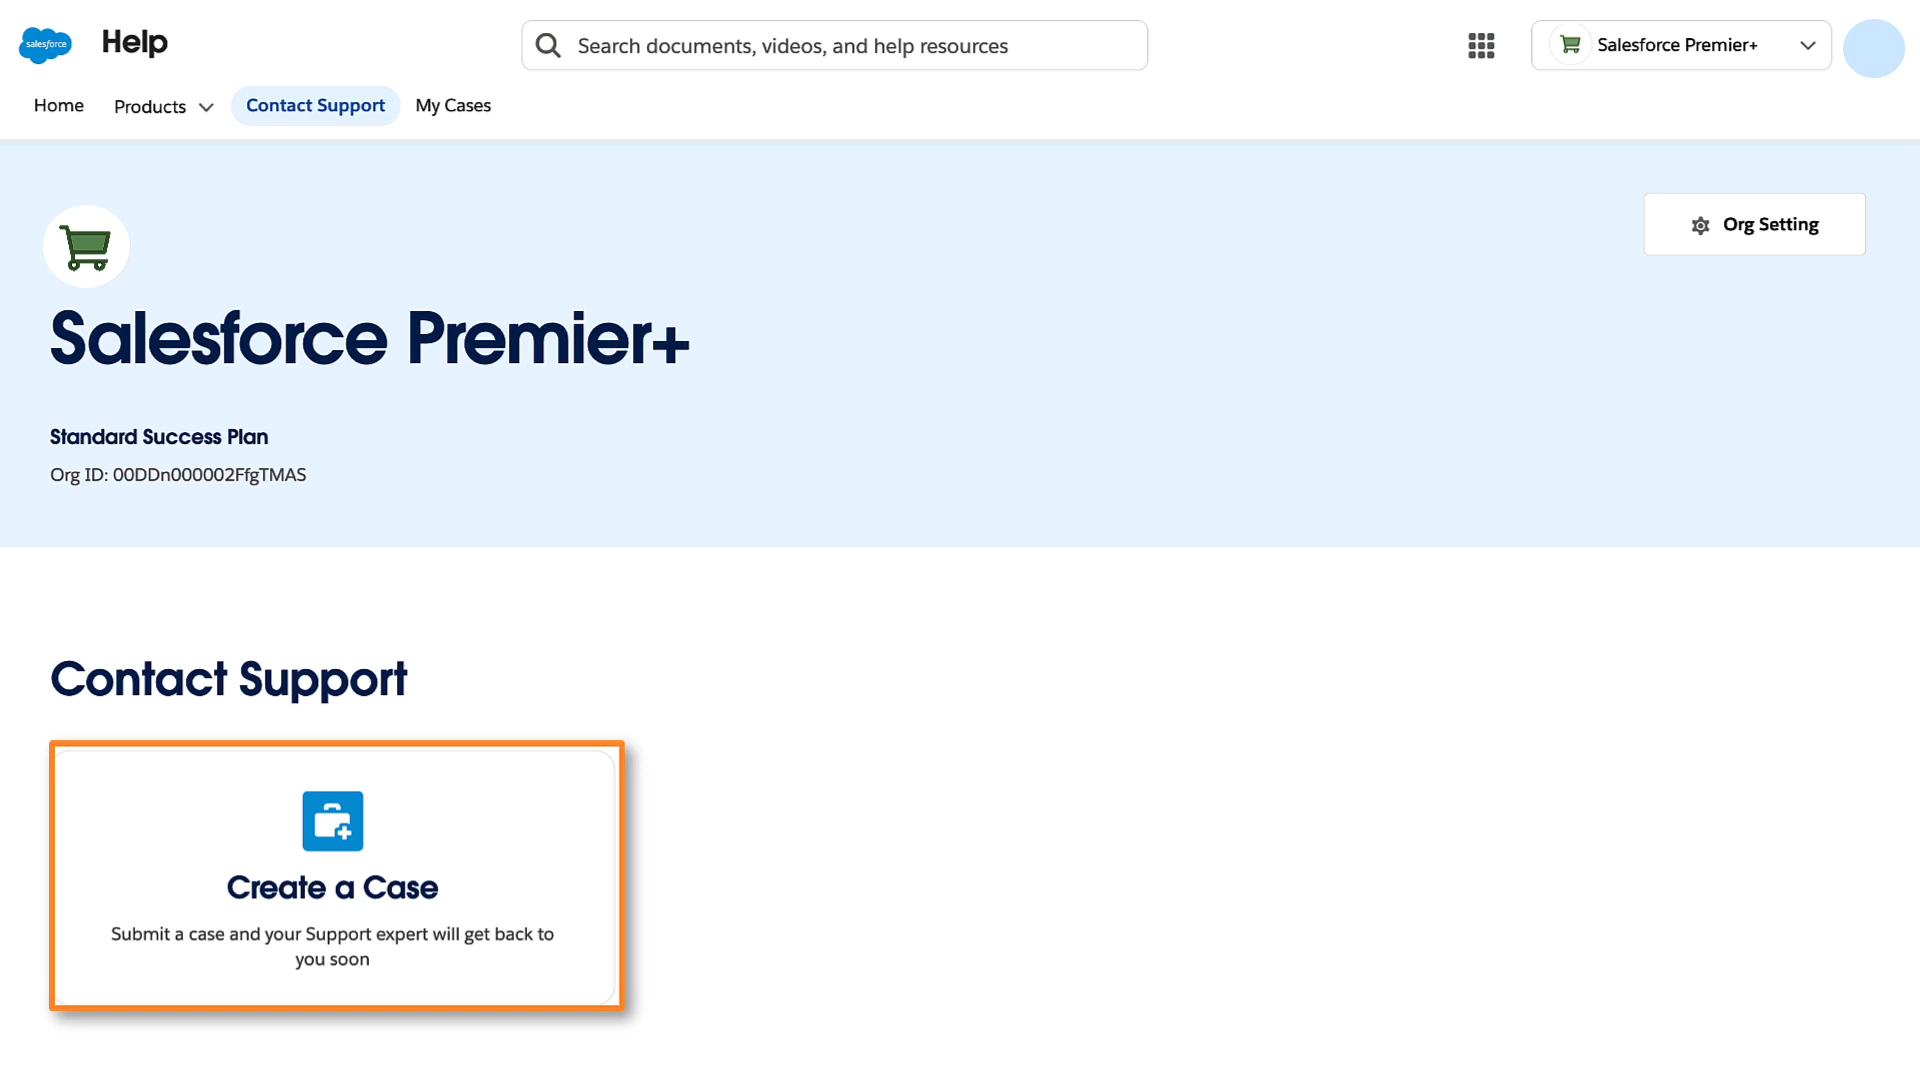 salesforce
Help
Search documents, videos, and help resources
Salesforce Premier+
Home
Products
Contact Support
My Cases
Org Setting
Salesforce Premier+
Standard Success Plan
Org ID: 00DDn000002FfgTMAS
Contact Support
Create a Case
Submit a case and your Support expert will get back to
you soon